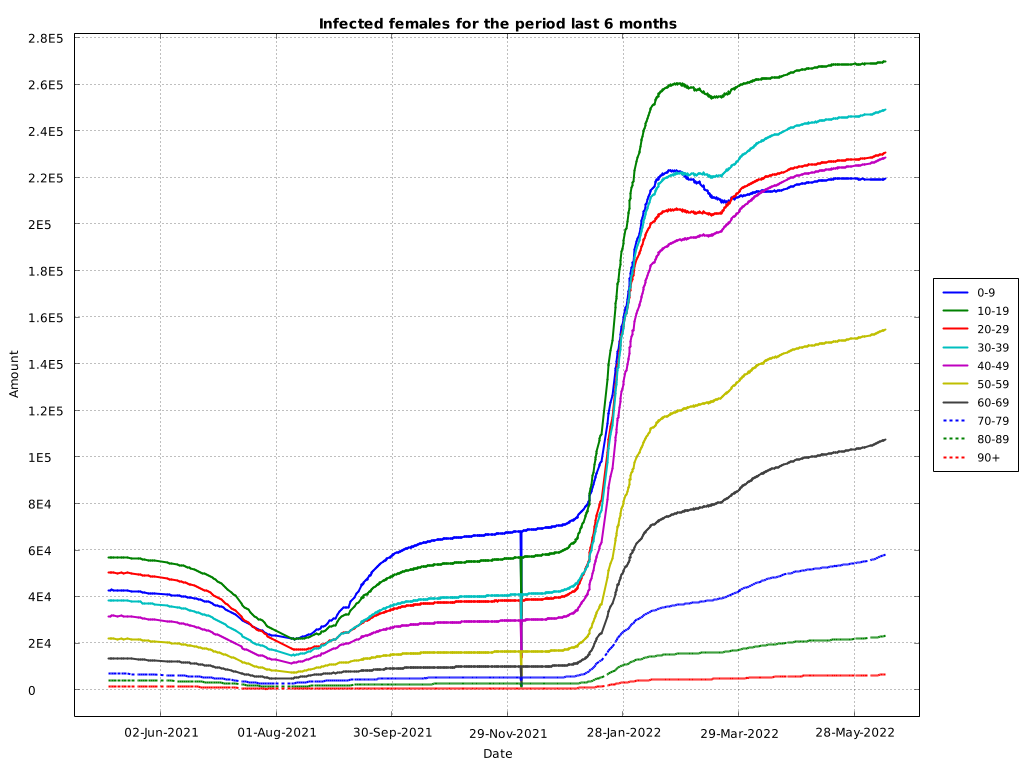 Infected females for the period last 6 months
2.8E5
2.6E5
2.4E5
2.2E5
2E5
1.8E5
1.6E5
1.4E5
1.2E5
1E5
8E4
6E4
4E4
2E4
0
Amount
02-Jun-2021
01-Aug-2021
30-Sep-2021
29-Nov-2021
28-Jan-2022
29-Mar-2022
28-May-2022
Date
0-9
10-19
20-29
30-39
40-49
50-59
60-69
70-79
80-89
90+